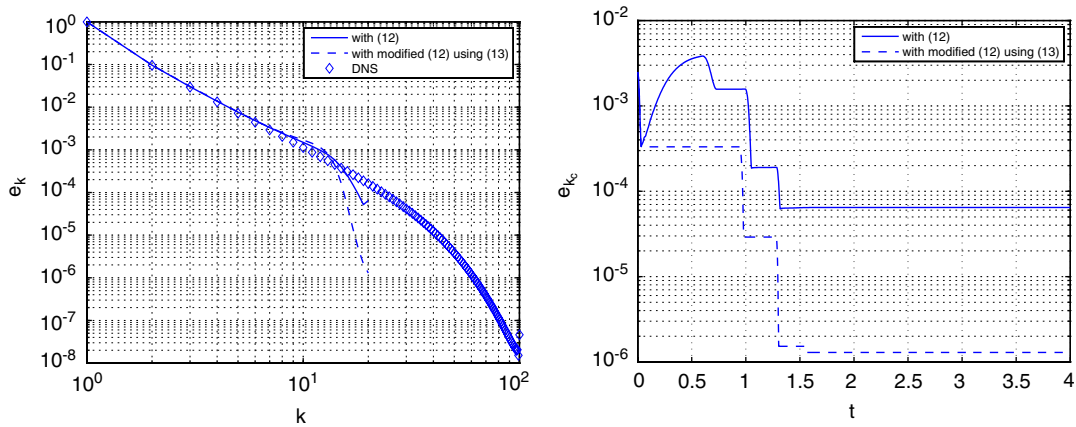 10^0
10^-1
10^-2
10^-3
10^-4
10^-5
10^-6
10^-7
10^-8
e_k
with (12)
with modified (12) using (13)
DNS
10^0
10^1
10^2
k
10^-2
10^-3
10^-4
10^-5
10^-6
e_{k_c}
with (12)
with modified (12) using (13)
0
0.5
1
1.5
2
2.5
3
3.5
4
t